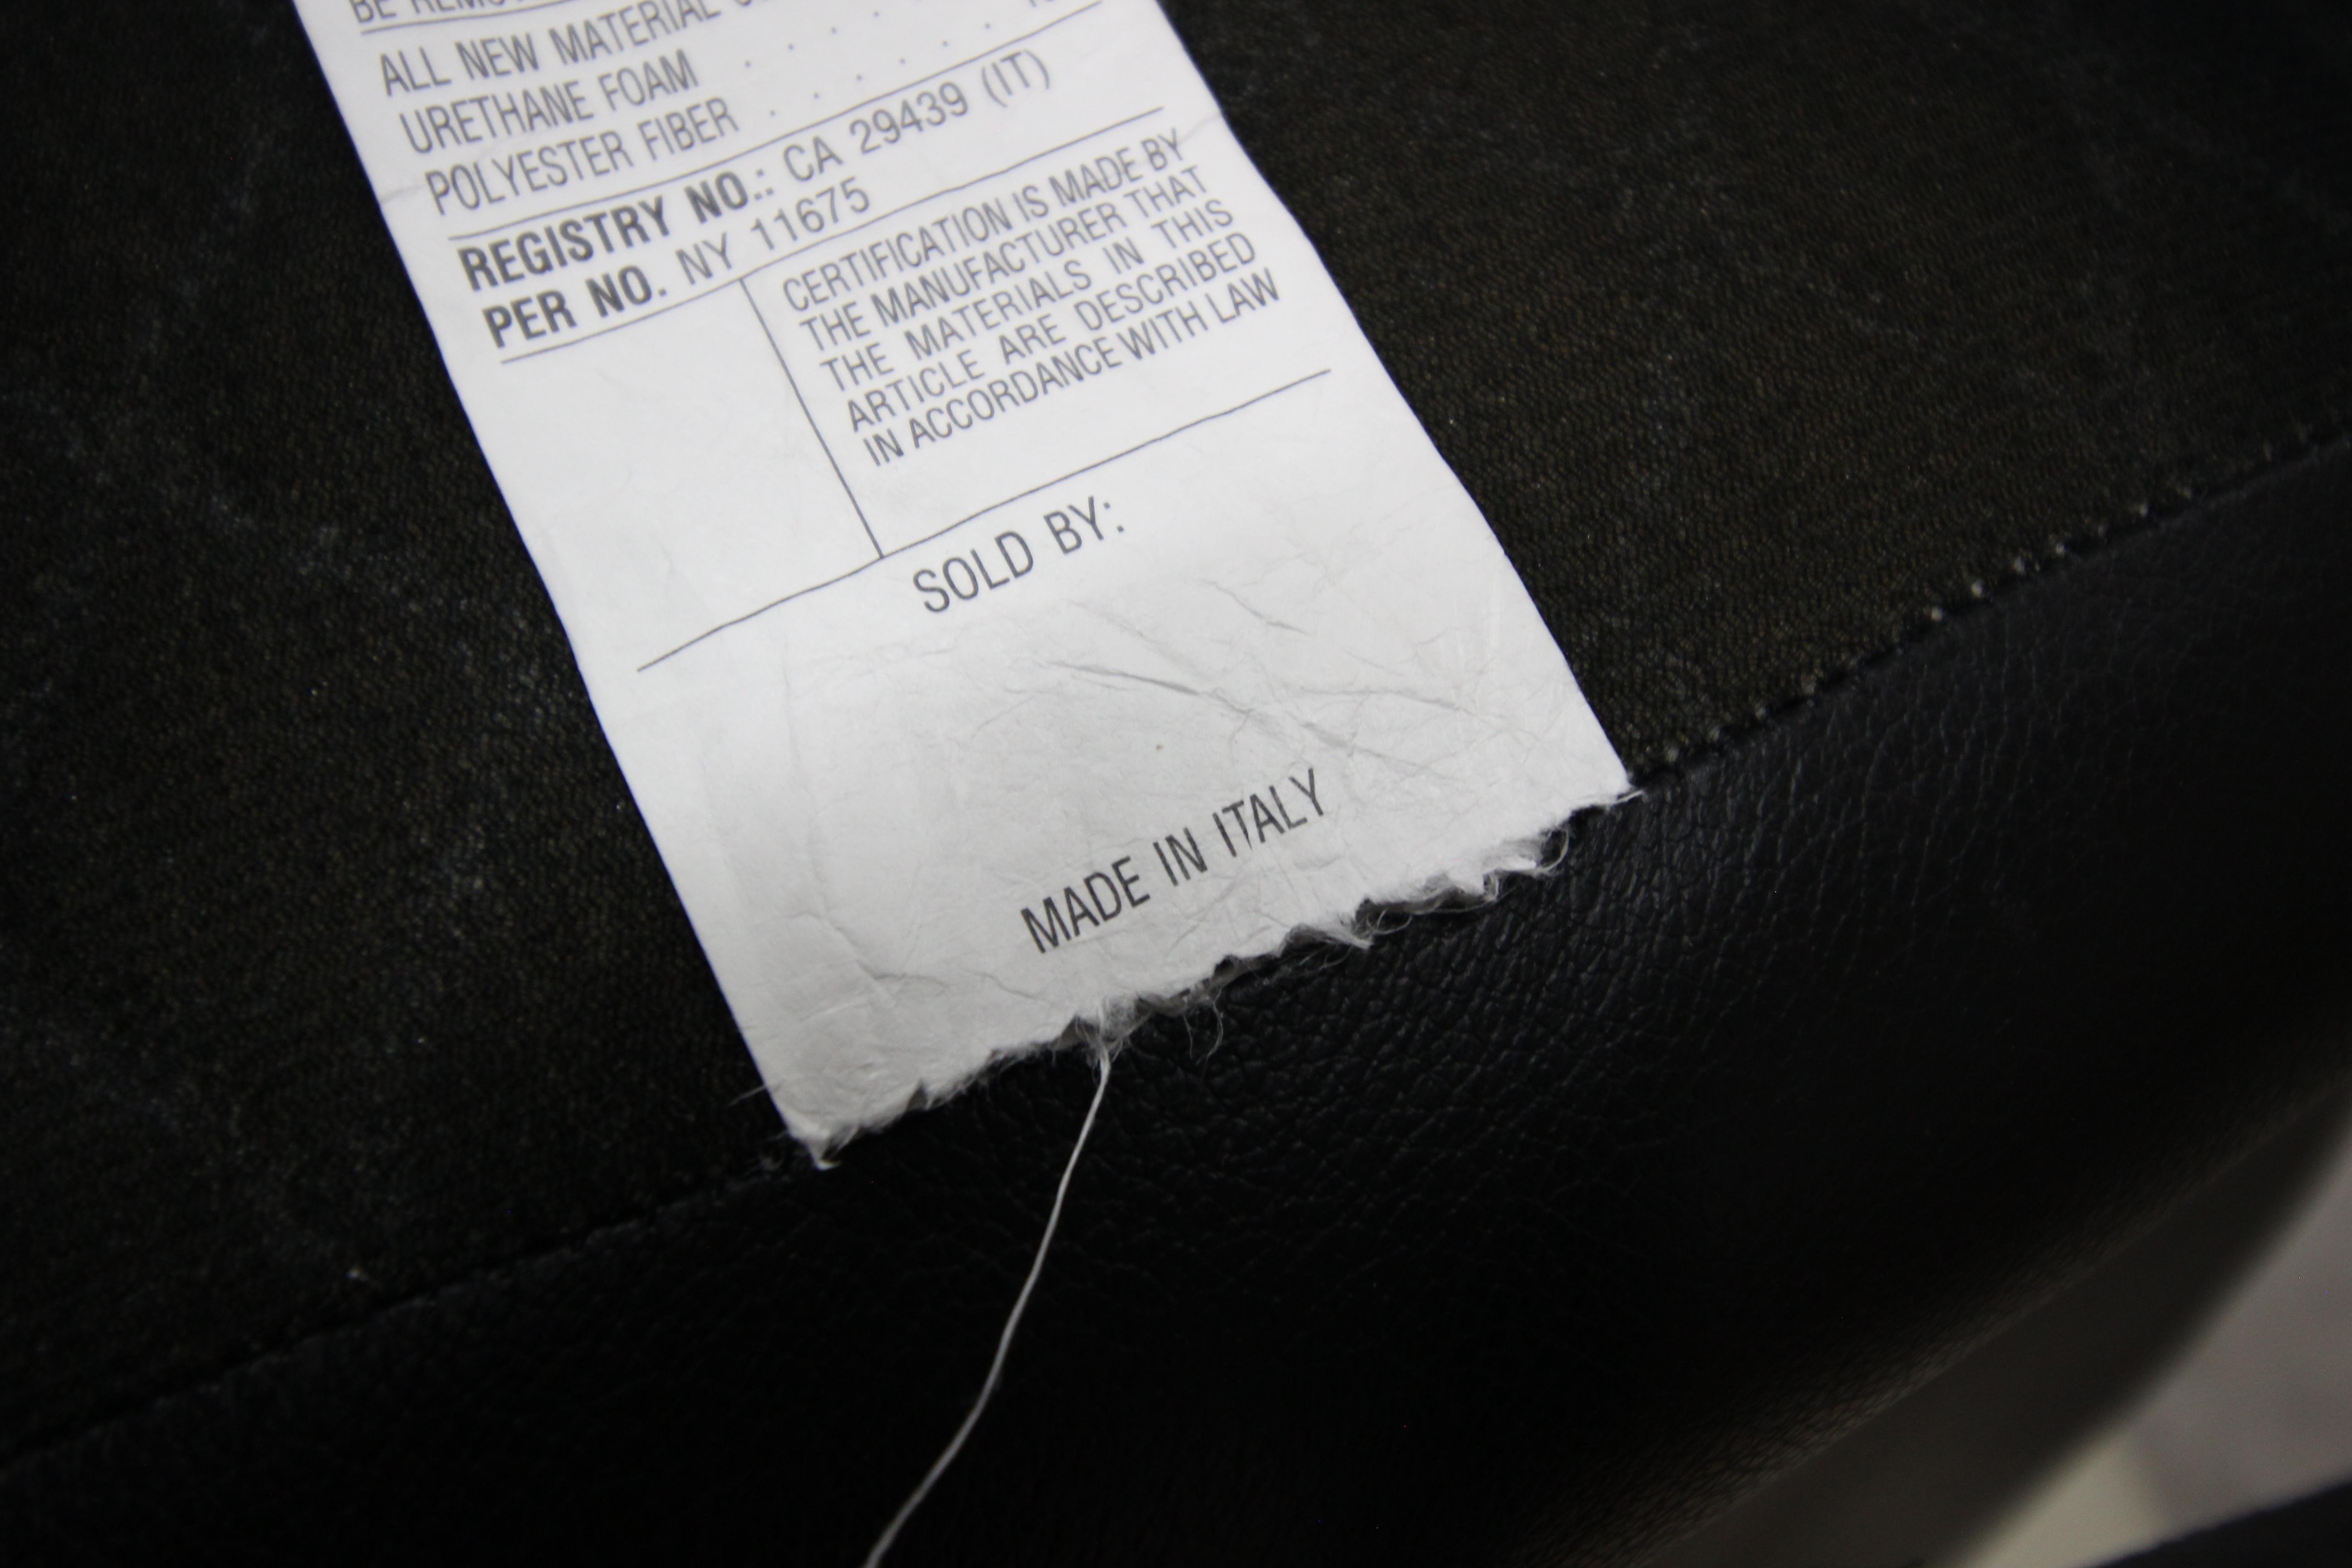 BE
ALL NEW MATERIAL
URETHANE FOAM . . . . .
POLYESTER FIBER . . . .
REGISTRY NO.: CA 29439 (IT)
PER NO. NY 11675
CERTIFICATION IS MADE BY
THE MANUFACTURER THAT
THE MATERIALS IN THIS
ARTICLE ARE DESCRIBED
IN ACCORDANCE WITH LAW
SOLD BY:
MADE IN ITALY